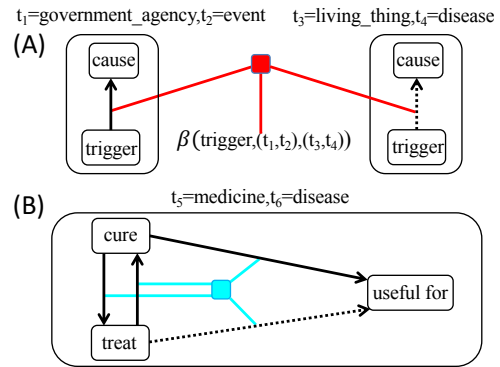 t₁=government_agency,t₂=event
t₃=living_thing,t₄=disease
(A)
cause
cause
trigger
β(trigger,(t₁,t₂),(t₃,t₄))
trigger
(B)
t₅=medicine,t₆=disease
cure
useful for
treat